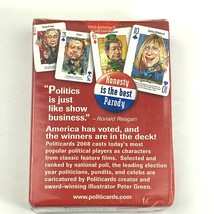 Honesty
is the best
Parody
"Politics
is just
like show
business."
– Ronald Reagan
America has voted, and
the winners are in the deck!
Politicards 2008 casts today's most
popular political players as characters
from classic feature films. Selected and
ranked by national poll, the leading election
year politicians, pundits, and celebs are
caricatured by Politicards creator and
award-winning illustrator Peter Green.
www.politicards.com